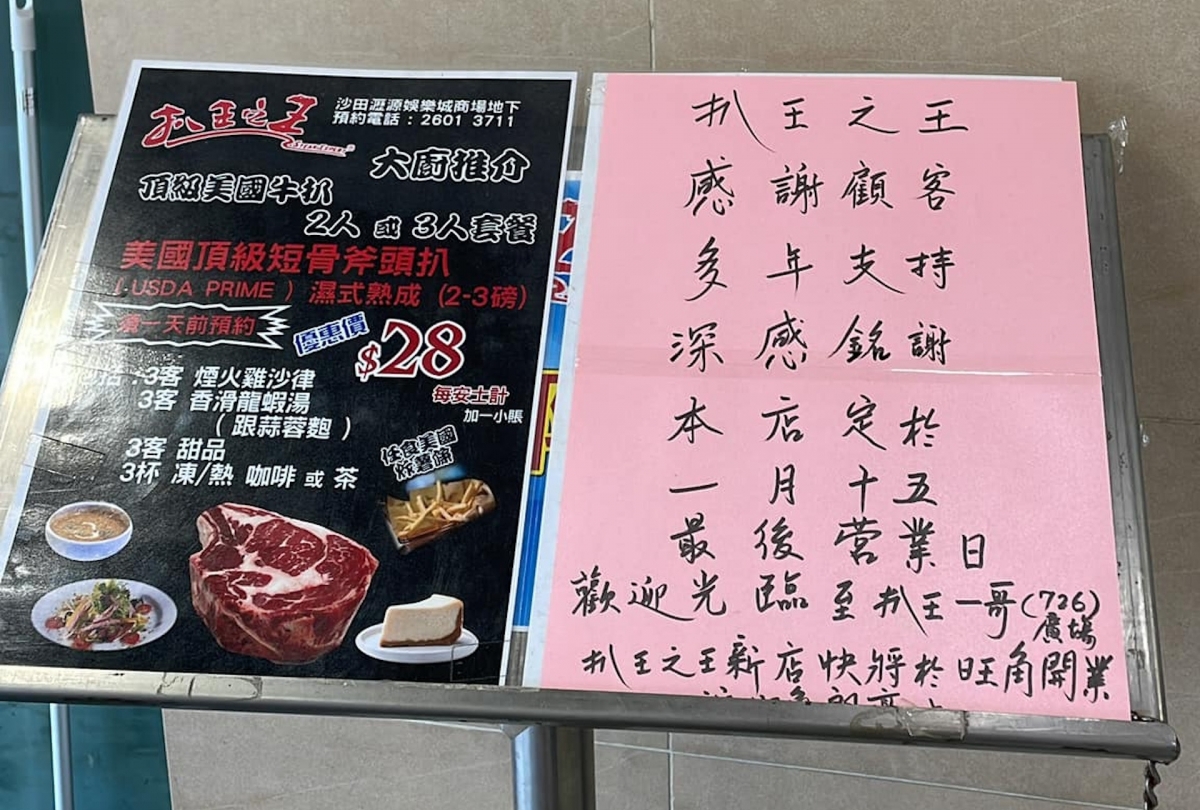 扒王之王
沙田瀝源娛樂城商場地下
預約電話：2601 3711
大廚推介
頂級美國牛扒
2人 或 3人套餐
美國頂級短骨斧頭扒
(USDA PRIME) 濕式熟成 (2-3磅)
須一天前預約
優惠價
$28
每安士計
加一小賬
：3客 煙火雞沙律
3客 香滑龍蝦湯
(跟蒜蓉麭)
3客 甜品
3杯 凍/熱 咖啡 或 茶
任食美國
炸薯條
扒王之王
感謝顧客
多年支持
深感銘謝
本店定於
一月十五
最後营業日
歡迎光臨至扒王一哥(726)
廣場
扒王之王新店快將於旺角開業